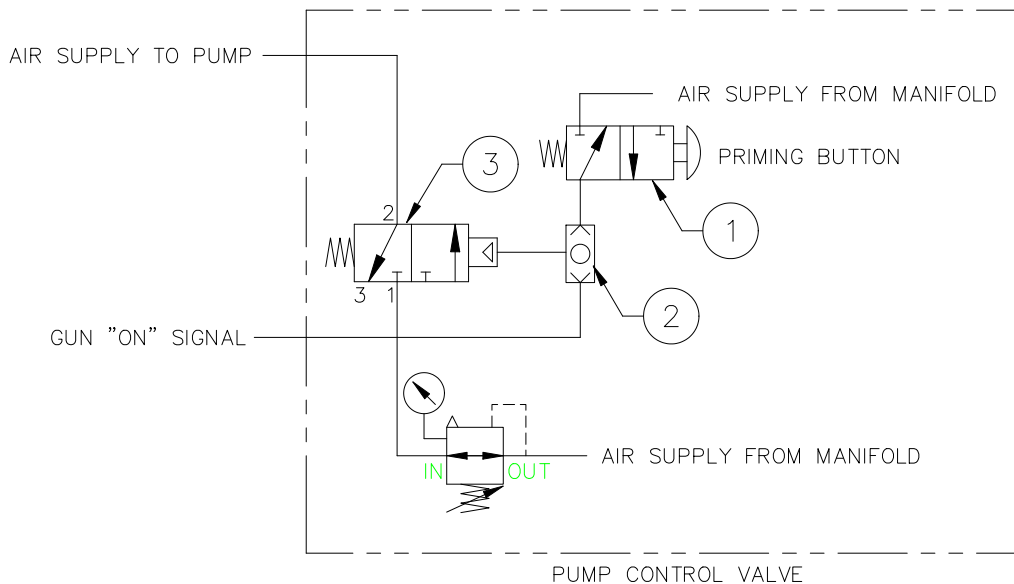 AIR SUPPLY TO PUMP
AIR SUPPLY FROM MANIFOLD
PRIMING BUTTON
3
1
2
3 1
2
GUN ”ON” SIGNAL
IN OUT
AIR SUPPLY FROM MANIFOLD
PUMP CONTROL VALVE